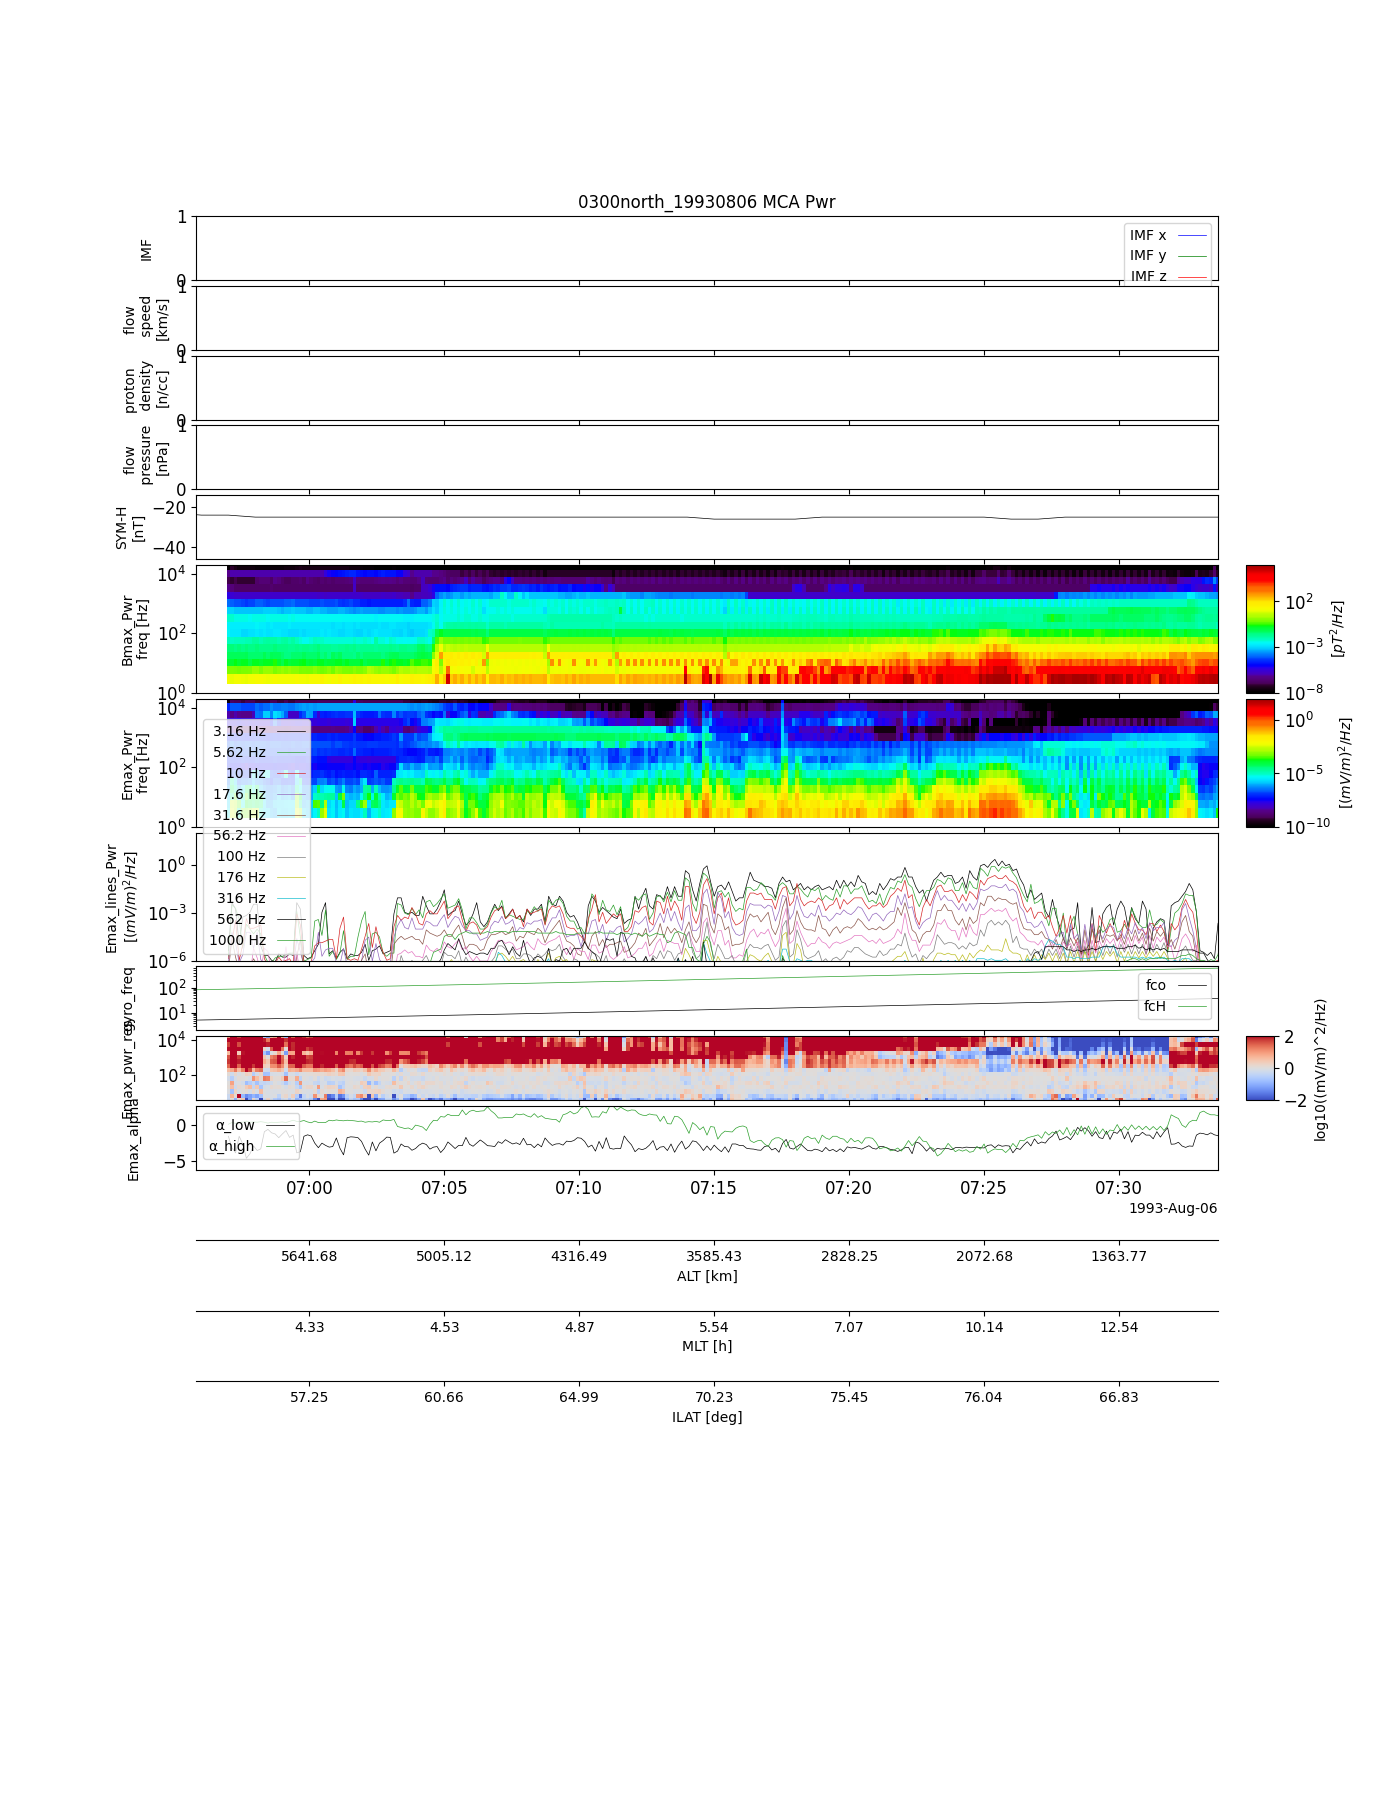 0300north_19930806 MCA Pwr
1
0
IMF
IMF x
IMF y
IMF z
1
0
flow
speed
[km/s]
1
0
proton
density
[n/cc]
1
0
flow
pressure
[nPa]
−20
−40
SYM-H
[nT]
10^4
10^2
10^0
Bmax_Pwr
freq [Hz]
10^2
10^−3
10^−8
[pT^2/Hz]
10^4
10^2
10^0
Emax_Pwr
freq [Hz]
10^0
10^−5
10^−10
[(mV/m)^2/Hz]
3.16 Hz
5.62 Hz
10 Hz
17.6 Hz
31.6 Hz
56.2 Hz
100 Hz
176 Hz
316 Hz
562 Hz
1000 Hz
10^0
10^−3
10^−6
Emax_lines_Pwr
[(mV/m)^2/Hz]
10^2
10^1
gyro_freq
fco
fcH
10^4
10^2
Emax_pwr_res
2
0
−2
log10((mV/m)^2/Hz)
0
−5
Emax_alpha
α_low
α_high
07:00 07:05 07:10 07:15 07:20 07:25 07:30
1993-Aug-06
5641.68 5005.12 4316.49 3585.43 2828.25 2072.68 1363.77
ALT [km]
4.33 4.53 4.87 5.54 7.07 10.14 12.54
MLT [h]
57.25 60.66 64.99 70.23 75.45 76.04 66.83
ILAT [deg]